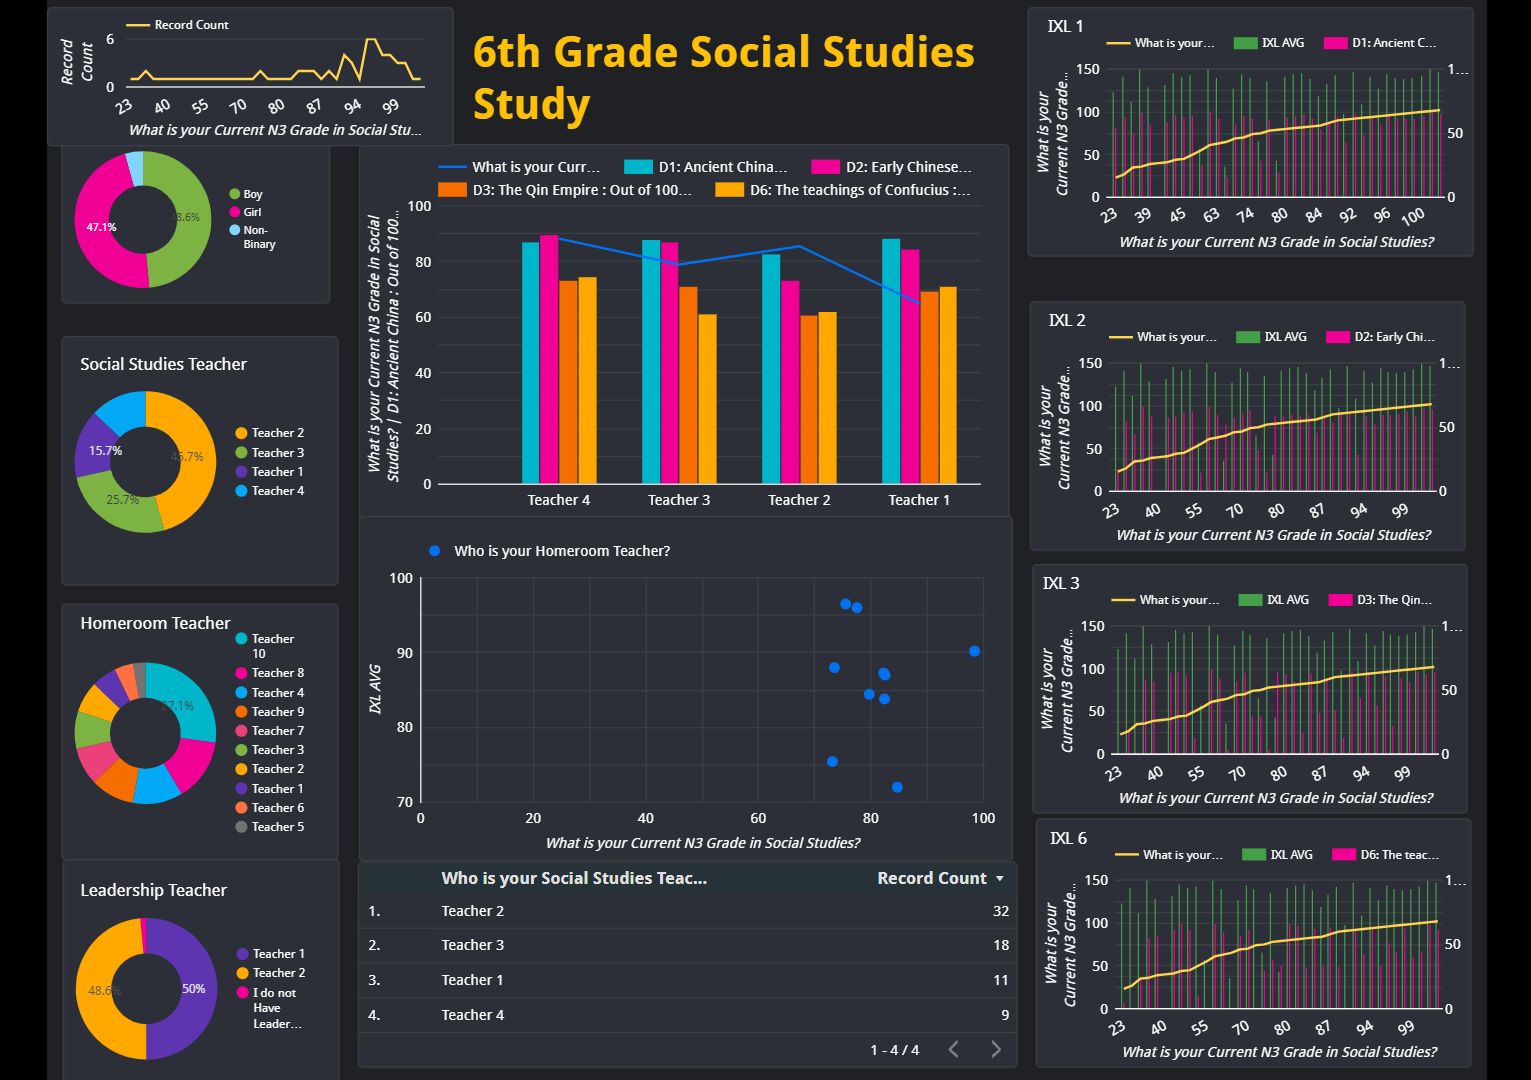 Record Count
Record
Count
6
0
23 40 55 70 80 87 94 99
What is your Current N3 Grade in Social Stu...
6th Grade Social Studies
Study
47.1%
48.6%
Boy
Girl
Non-
Binary
Social Studies Teacher
15.7%
45.7%
25.7%
Teacher 2
Teacher 3
Teacher 1
Teacher 4
Homeroom Teacher
27.1%
Teacher
10
Teacher 8
Teacher 4
Teacher 9
Teacher 7
Teacher 3
Teacher 2
Teacher 1
Teacher 6
Teacher 5
Leadership Teacher
48.6%
50%
Teacher 1
Teacher 2
I do not
Have
Leader...
What is your Curr... D1: Ancient China... D2: Early Chinese...
D3: The Qin Empire : Out of 100... D6: The teachings of Confucius :...
What is your Current N3 Grade in Social
Studies? | D1: Ancient China : Out of 100...
100
80
60
40
20
0
Teacher 4 Teacher 3 Teacher 2 Teacher 1
Who is your Homeroom Teacher?
IXL AVG
100
90
80
70
0 20 40 60 80 100
What is your Current N3 Grade in Social Studies?
Who is your Social Studies Teac... Record Count
1. Teacher 2 32
2. Teacher 3 18
3. Teacher 1 11
4. Teacher 4 9
1 - 4 / 4
IXL 1
What is your... IXL AVG D1: Ancient C...
What is your
Current N3 Grade...
150 1...
100
50 50
0 0
23 39 45 63 74 80 84 92 96 100
What is your Current N3 Grade in Social Studies?
IXL 2
What is your... IXL AVG D2: Early Chi...
What is your
Current N3 Grade...
150 1...
100
50 50
0 0
23 40 55 70 80 87 94 99
What is your Current N3 Grade in Social Studies?
IXL 3
What is your... IXL AVG D3: The Qin...
What is your
Current N3 Grade...
150 1...
100
50 50
0 0
23 40 55 70 80 87 94 99
What is your Current N3 Grade in Social Studies?
IXL 6
What is your... IXL AVG D6: The teac...
What is your
Current N3 Grade...
150 1...
100
50 50
0 0
23 40 55 70 80 87 94 99
What is your Current N3 Grade in Social Studies?